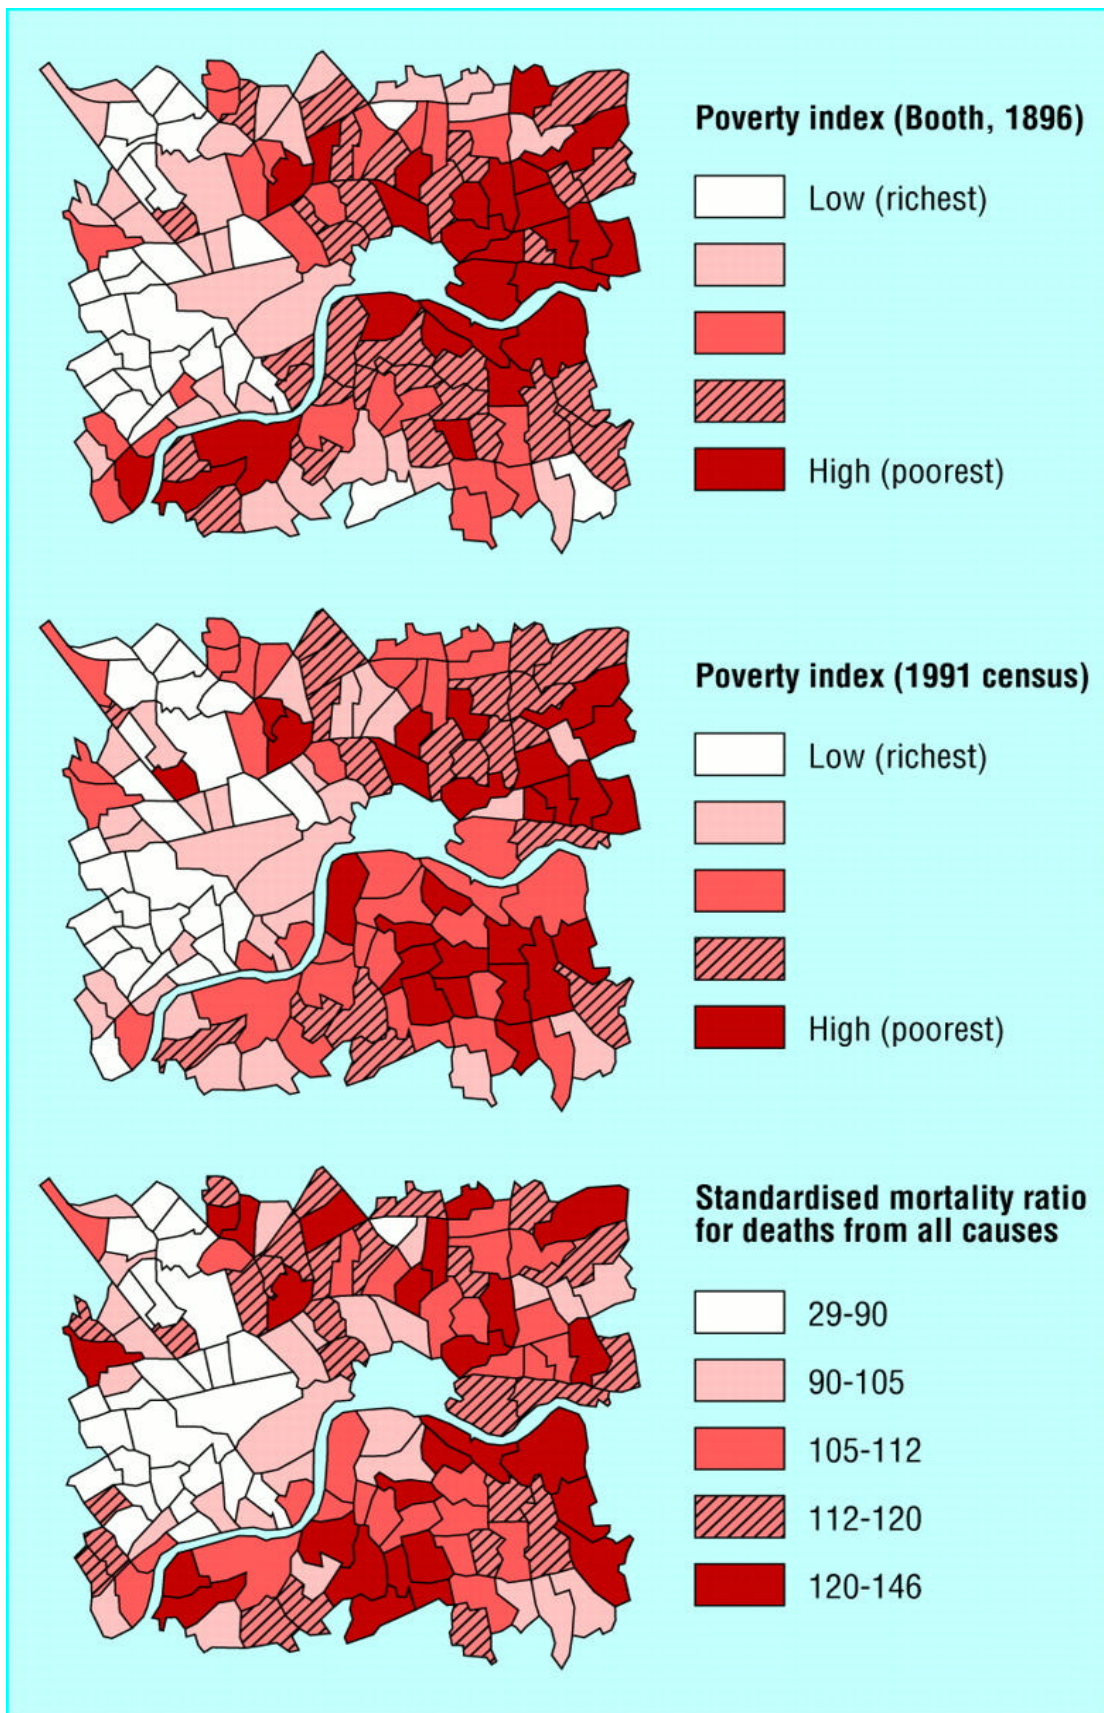 Poverty index (Booth, 1896)
Low (richest)
High (poorest)
Poverty index (1991 census)
Low (richest)
High (poorest)
Standardised mortality ratio
for deaths from all causes
29-90
90-105
105-112
112-120
120-146